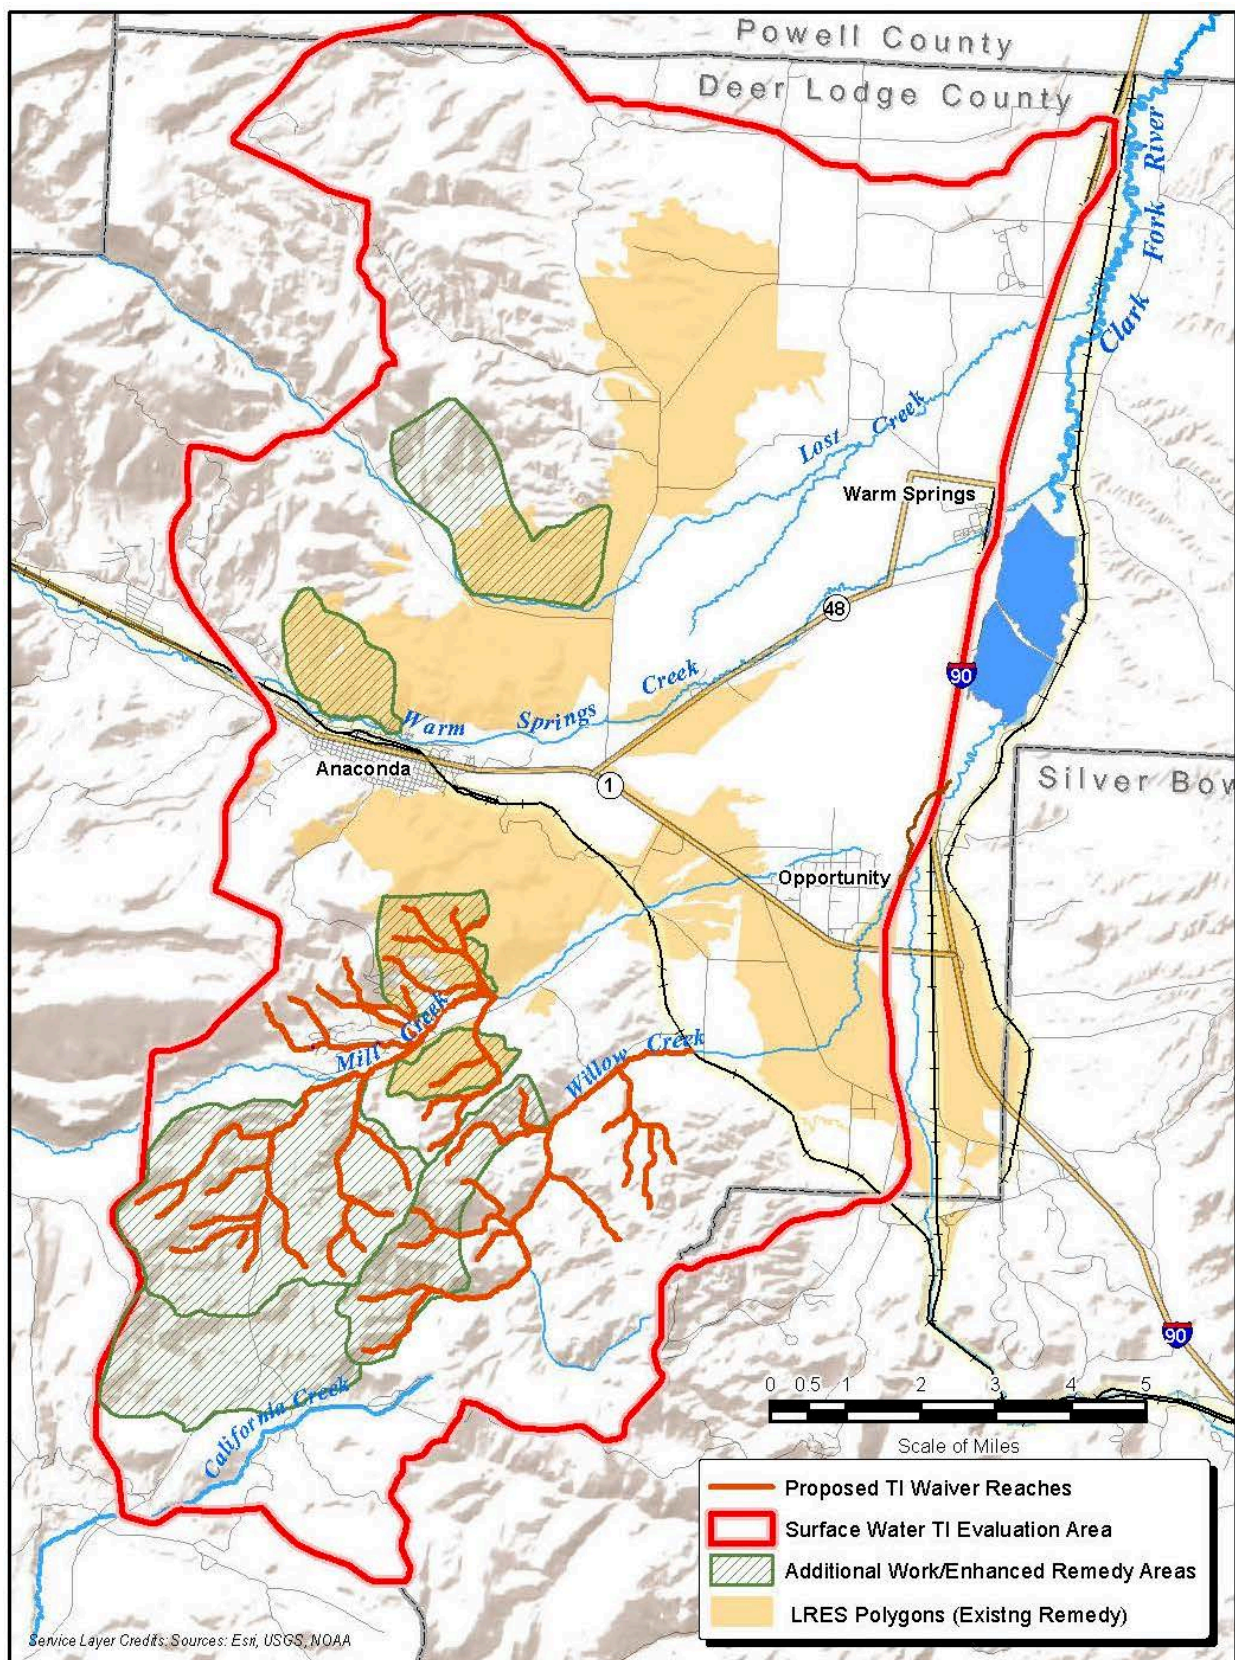 Powell County
Deer Lodge County
Clark Fork River
Lost Creek
Warm Springs
48
Warm Springs Creek
90
Anaconda
1
Silver Bow
Opportunity
Mill Creek
Willow Creek
90
California Creek
0 0.5 1 2 3 4 5
Scale of Miles
Proposed TI Waiver Reaches
Surface Water TI Evaluation Area
Additional Work/Enhanced Remedy Areas
LRES Polygons (Existng Remedy)
Service Layer Credits: Sources: Esri, USGS, NOAA